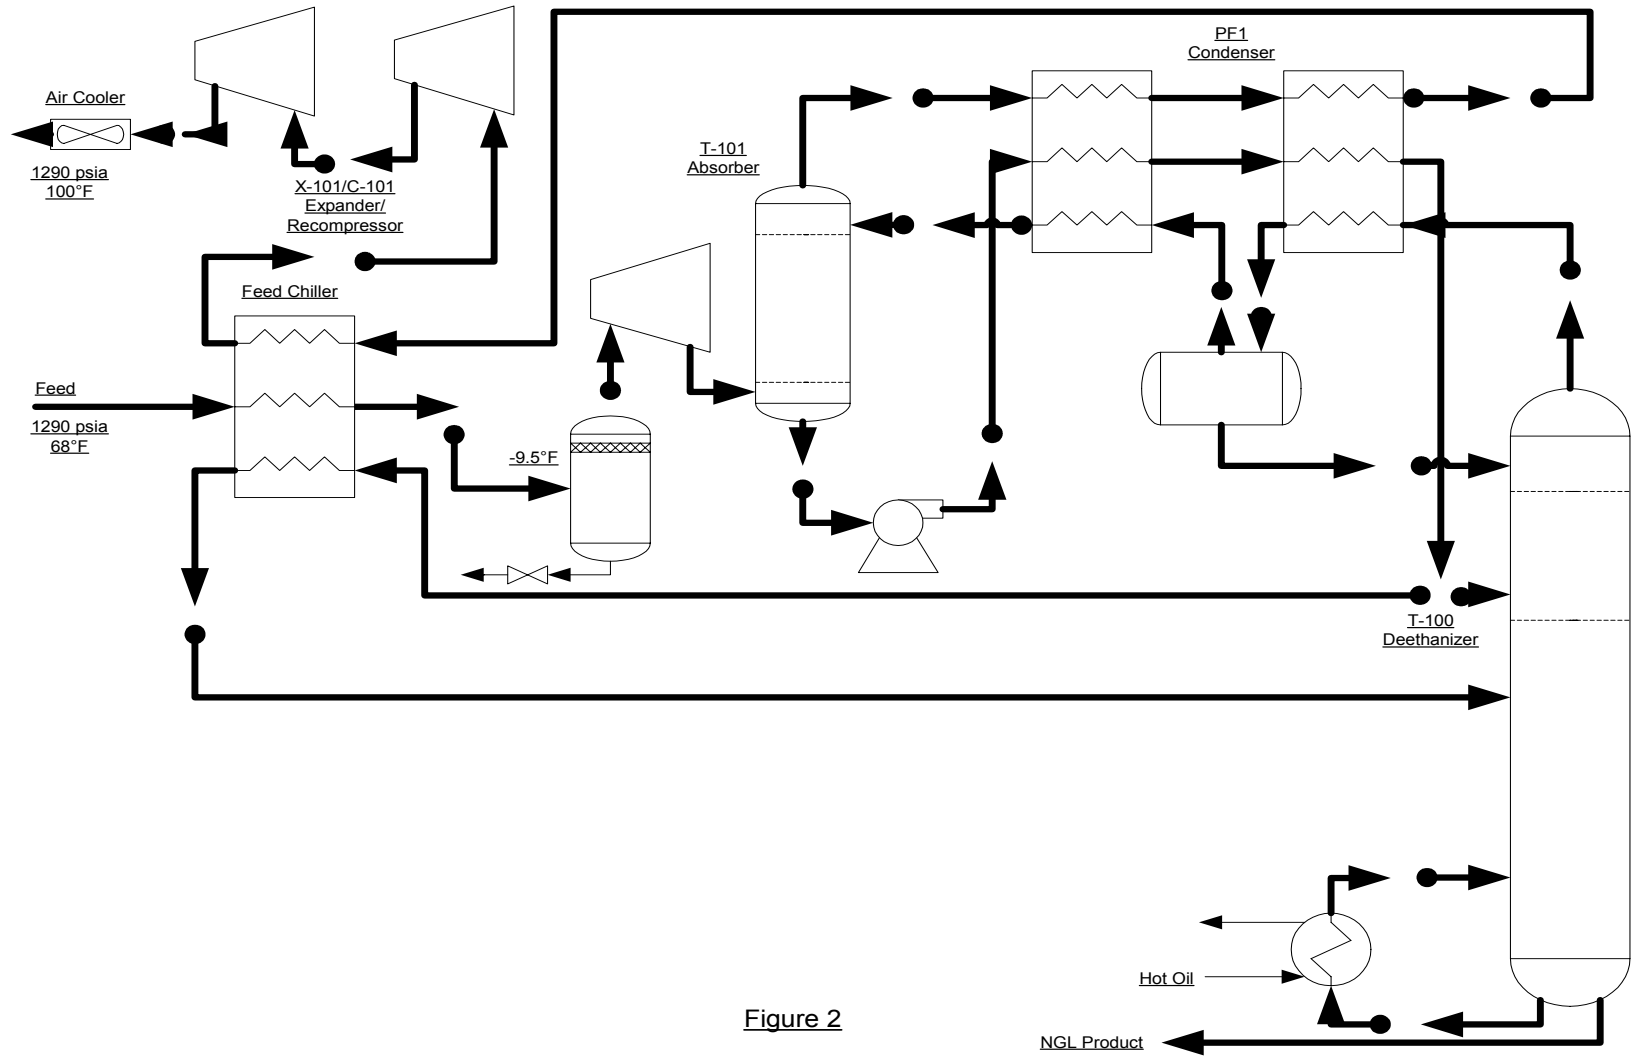 PF1
Condenser
Air Cooler
1290 psia
100°F
X-101/C-101
Expander/
Recompressor
T-101
Absorber
Feed Chiller
Feed
1290 psia
68°F
-9.5°F
T-100
Deethanizer
Hot Oil
NGL Product
Figure 2